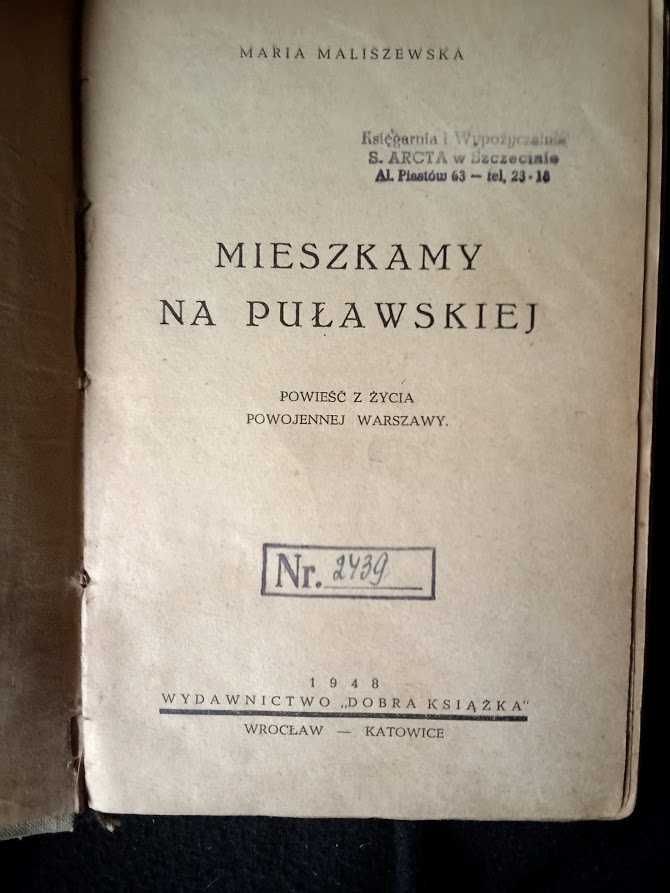 MARIA MALISZEWSKA
Księgarnia i Wypożyczalnia
S. ARCTA w Szczecinie
Al. Piastów 63 — tel. 23-18
MIESZKAMY
NA PUŁAWSKIEJ
POWIEŚĆ Z ŻYCIA
POWOJENNEJ WARSZAWY.
Nr. 2439
1948
WYDAWNICTWO „DOBRA KSIĄŻKA"
WROCŁAW — KATOWICE